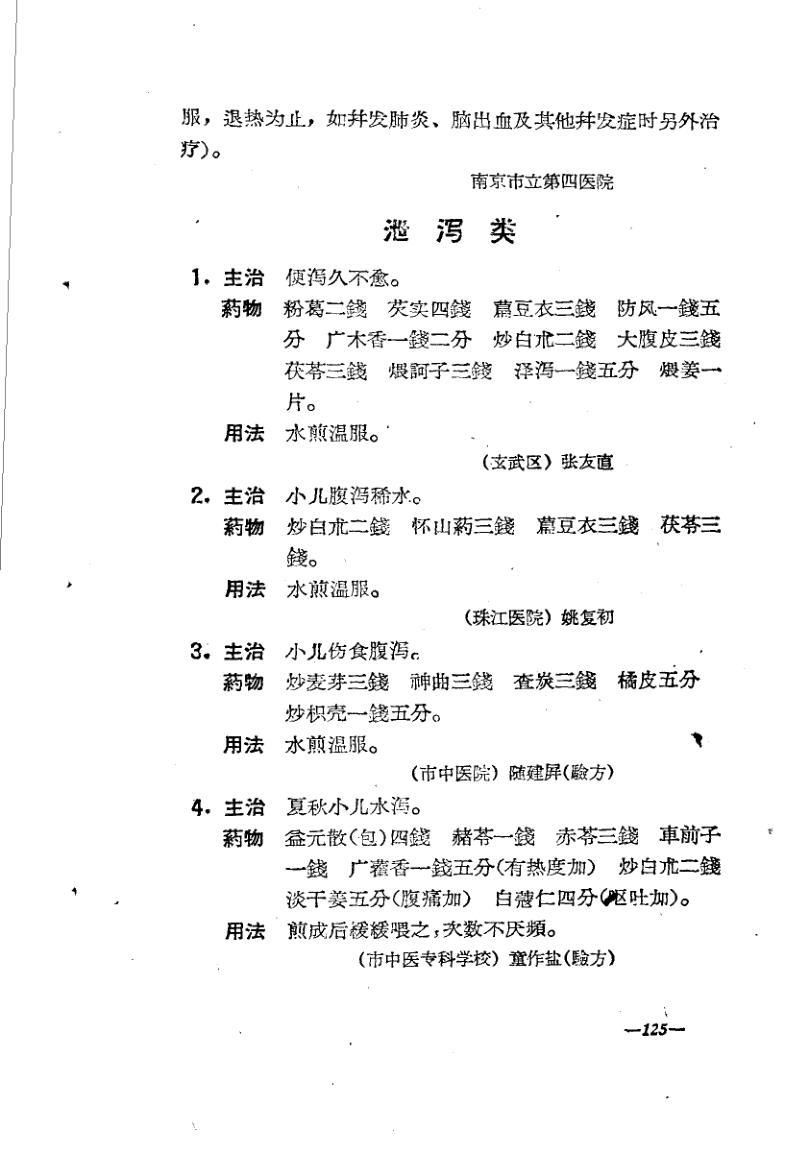 服，退热为止，如幷发肺炎、脑出血及其他幷发症时另外治
疗)。
南京市立第四医院
泄泻类
1. 主治 便泻久不愈。
葯物 粉葛二錢 芡实四錢 萹豆衣三錢 防风一錢五
分 广木香一錢二分 炒白朮二錢 大腹皮三錢
茯苓三錢 煨訶子三錢 泽泻一錢五分 煨姜一
片。
用法 水煎温服。
(玄武区) 张友直
2. 主治 小儿腹泻稀水。
葯物 炒白朮二錢 怀山葯三錢 萹豆衣三錢 茯苓三
錢。
用法 水煎温服。
(珠江医院) 姚复初
3. 主治 小儿伤食腹泻。
葯物 炒麦芽三錢 神曲三錢 査炭三錢 橘皮五分
炒枳壳一錢五分。
用法 水煎温服。
(市中医院) 随建屏(驗方)
4. 主治 夏秋小儿水泻。
葯物 益元散(包)四錢 赭苓一錢 赤苓三錢 車前子
一錢 广藿香一錢五分(有热度加) 炒白朮二錢
淡干姜五分(腹痛加) 白蔻仁四分(呕吐加)。
用法 煎成后緩緩喂之，次数不厌頻。
(市中医专科学校) 童作盐(驗方)
—125—